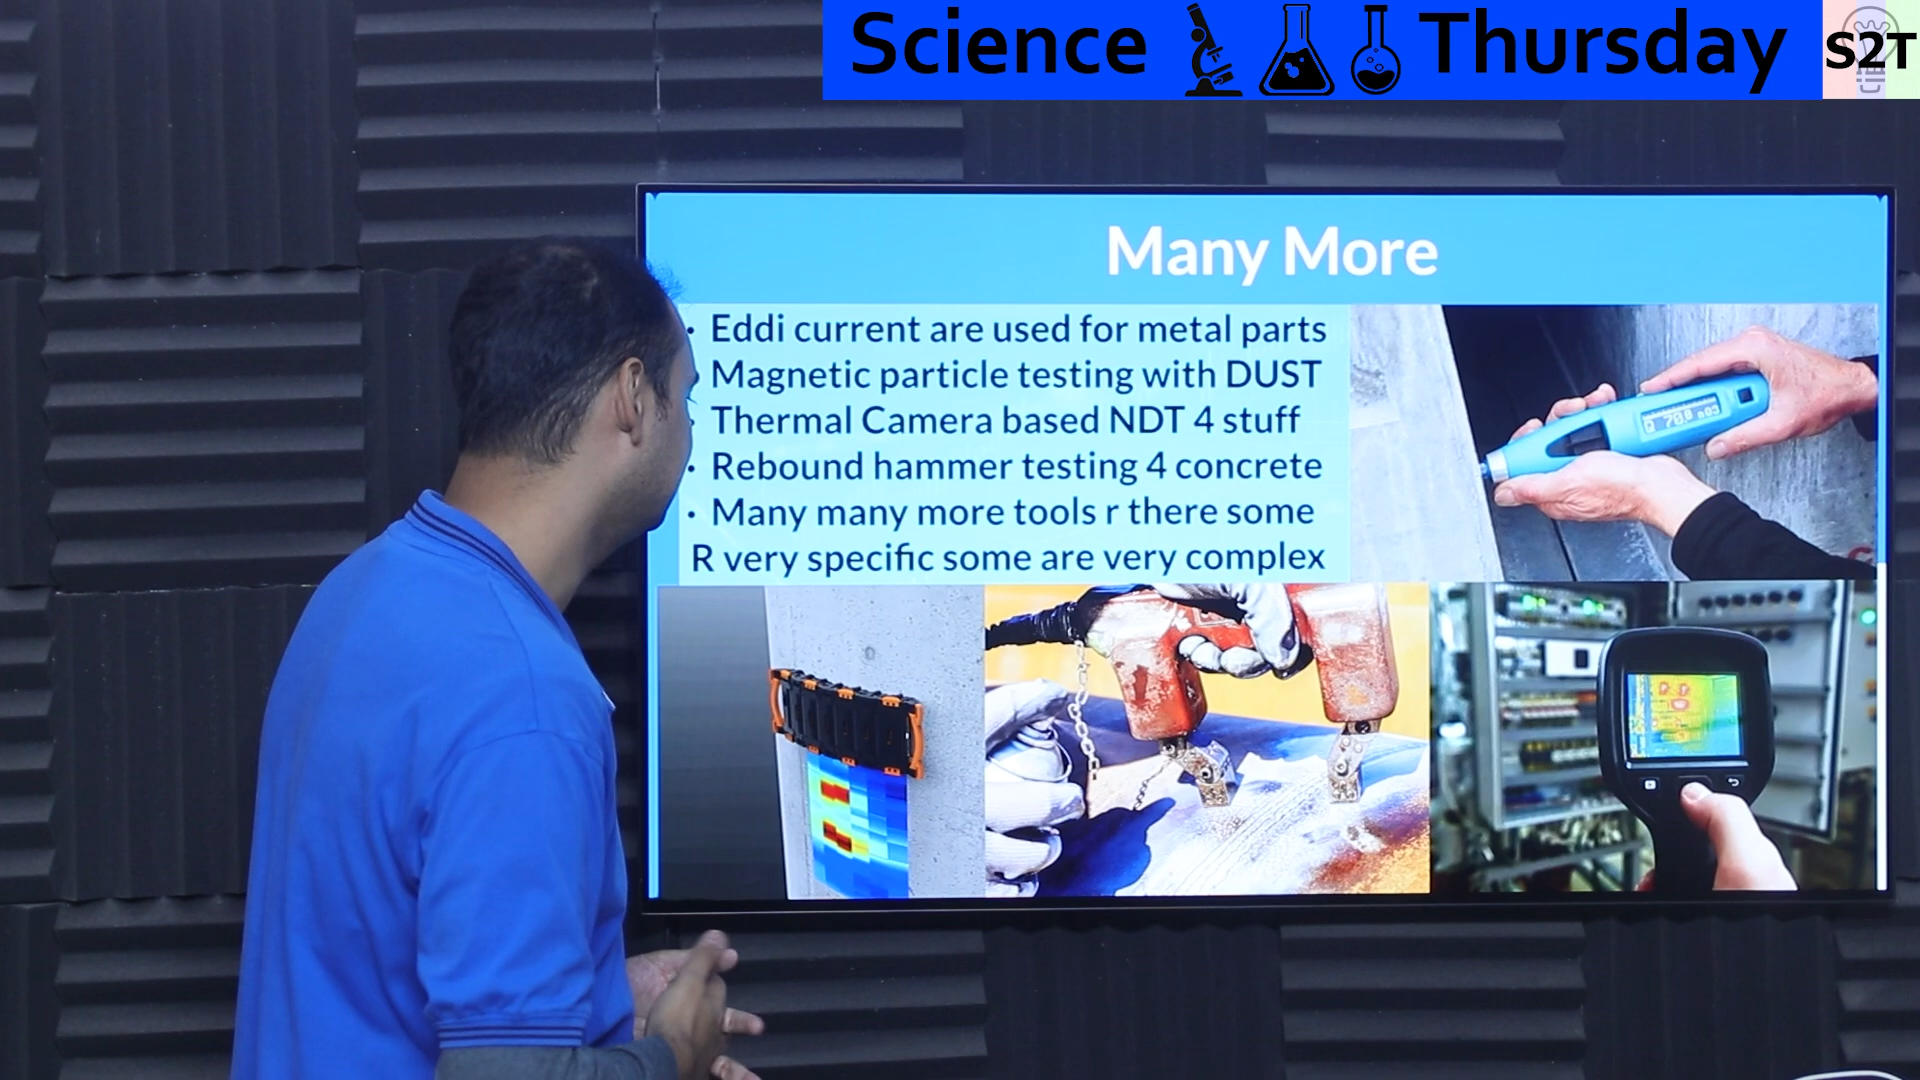 Science Thursday
S2T
Many More
• Eddi current are used for metal parts
Magnetic particle testing with DUST
Thermal Camera based NDT 4 stuff
• Rebound hammer testing 4 concrete
• Many many more tools r there some
R very specific some are very complex